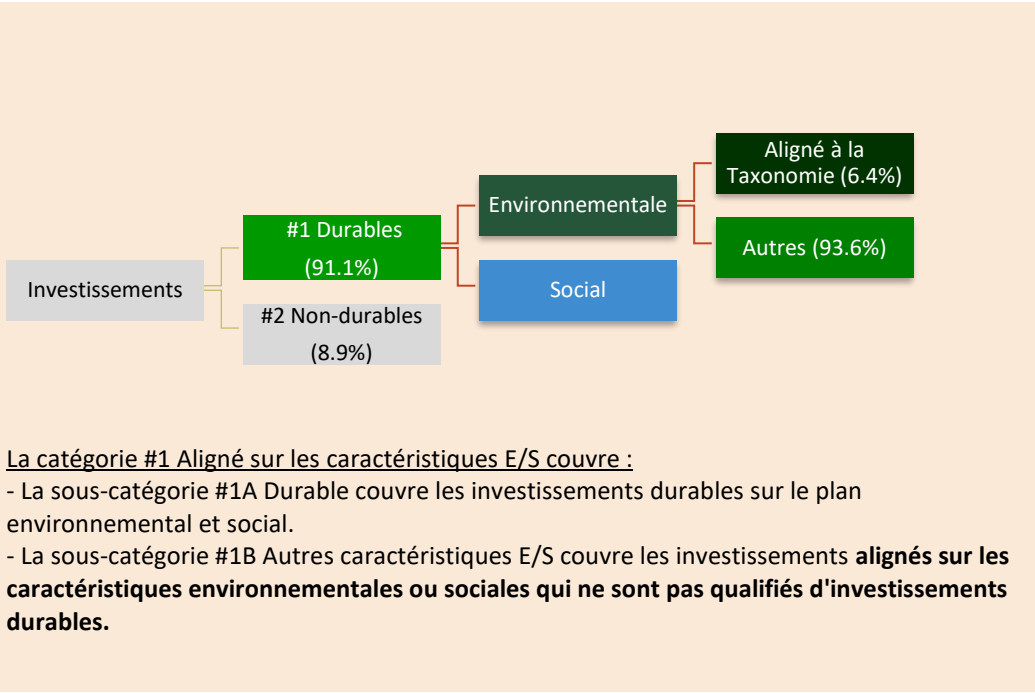 Investissements
#1 Durables
(91.1%)
#2 Non-durables
(8.9%)
Environnementale
Social
Aligné à la
Taxonomie (6.4%)
Autres (93.6%)
La catégorie #1 Aligné sur les caractéristiques E/S couvre :
- La sous-catégorie #1A Durable couvre les investissements durables sur le plan
environnemental et social.
- La sous-catégorie #1B Autres caractéristiques E/S couvre les investissements alignés sur les
caractéristiques environnementales ou sociales qui ne sont pas qualifiés d'investissements
durables.